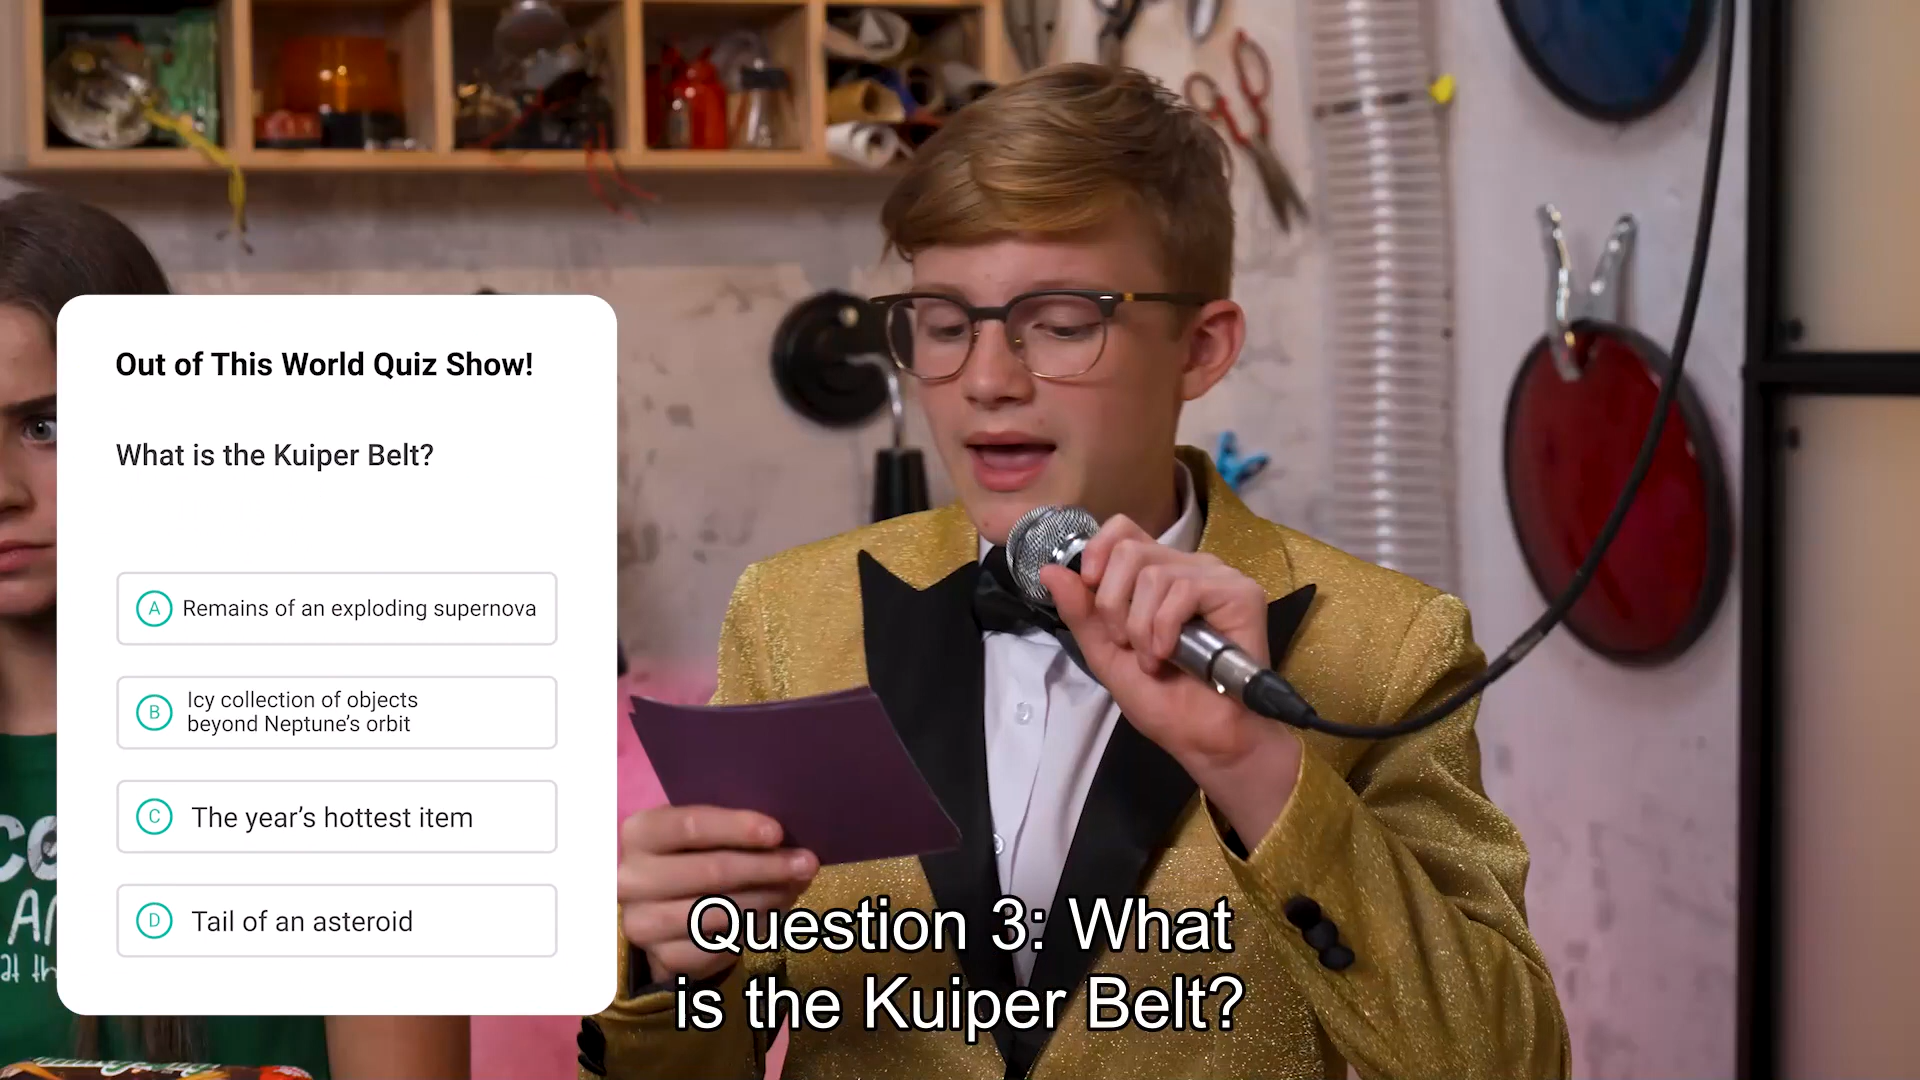 Out of This World Quiz Show!
What is the Kuiper Belt?
A Remains of an exploding supernova
B Icy collection of objects
beyond Neptune’s orbit
C The year’s hottest item
D Tail of an asteroid
Question 3: What
is the Kuiper Belt?